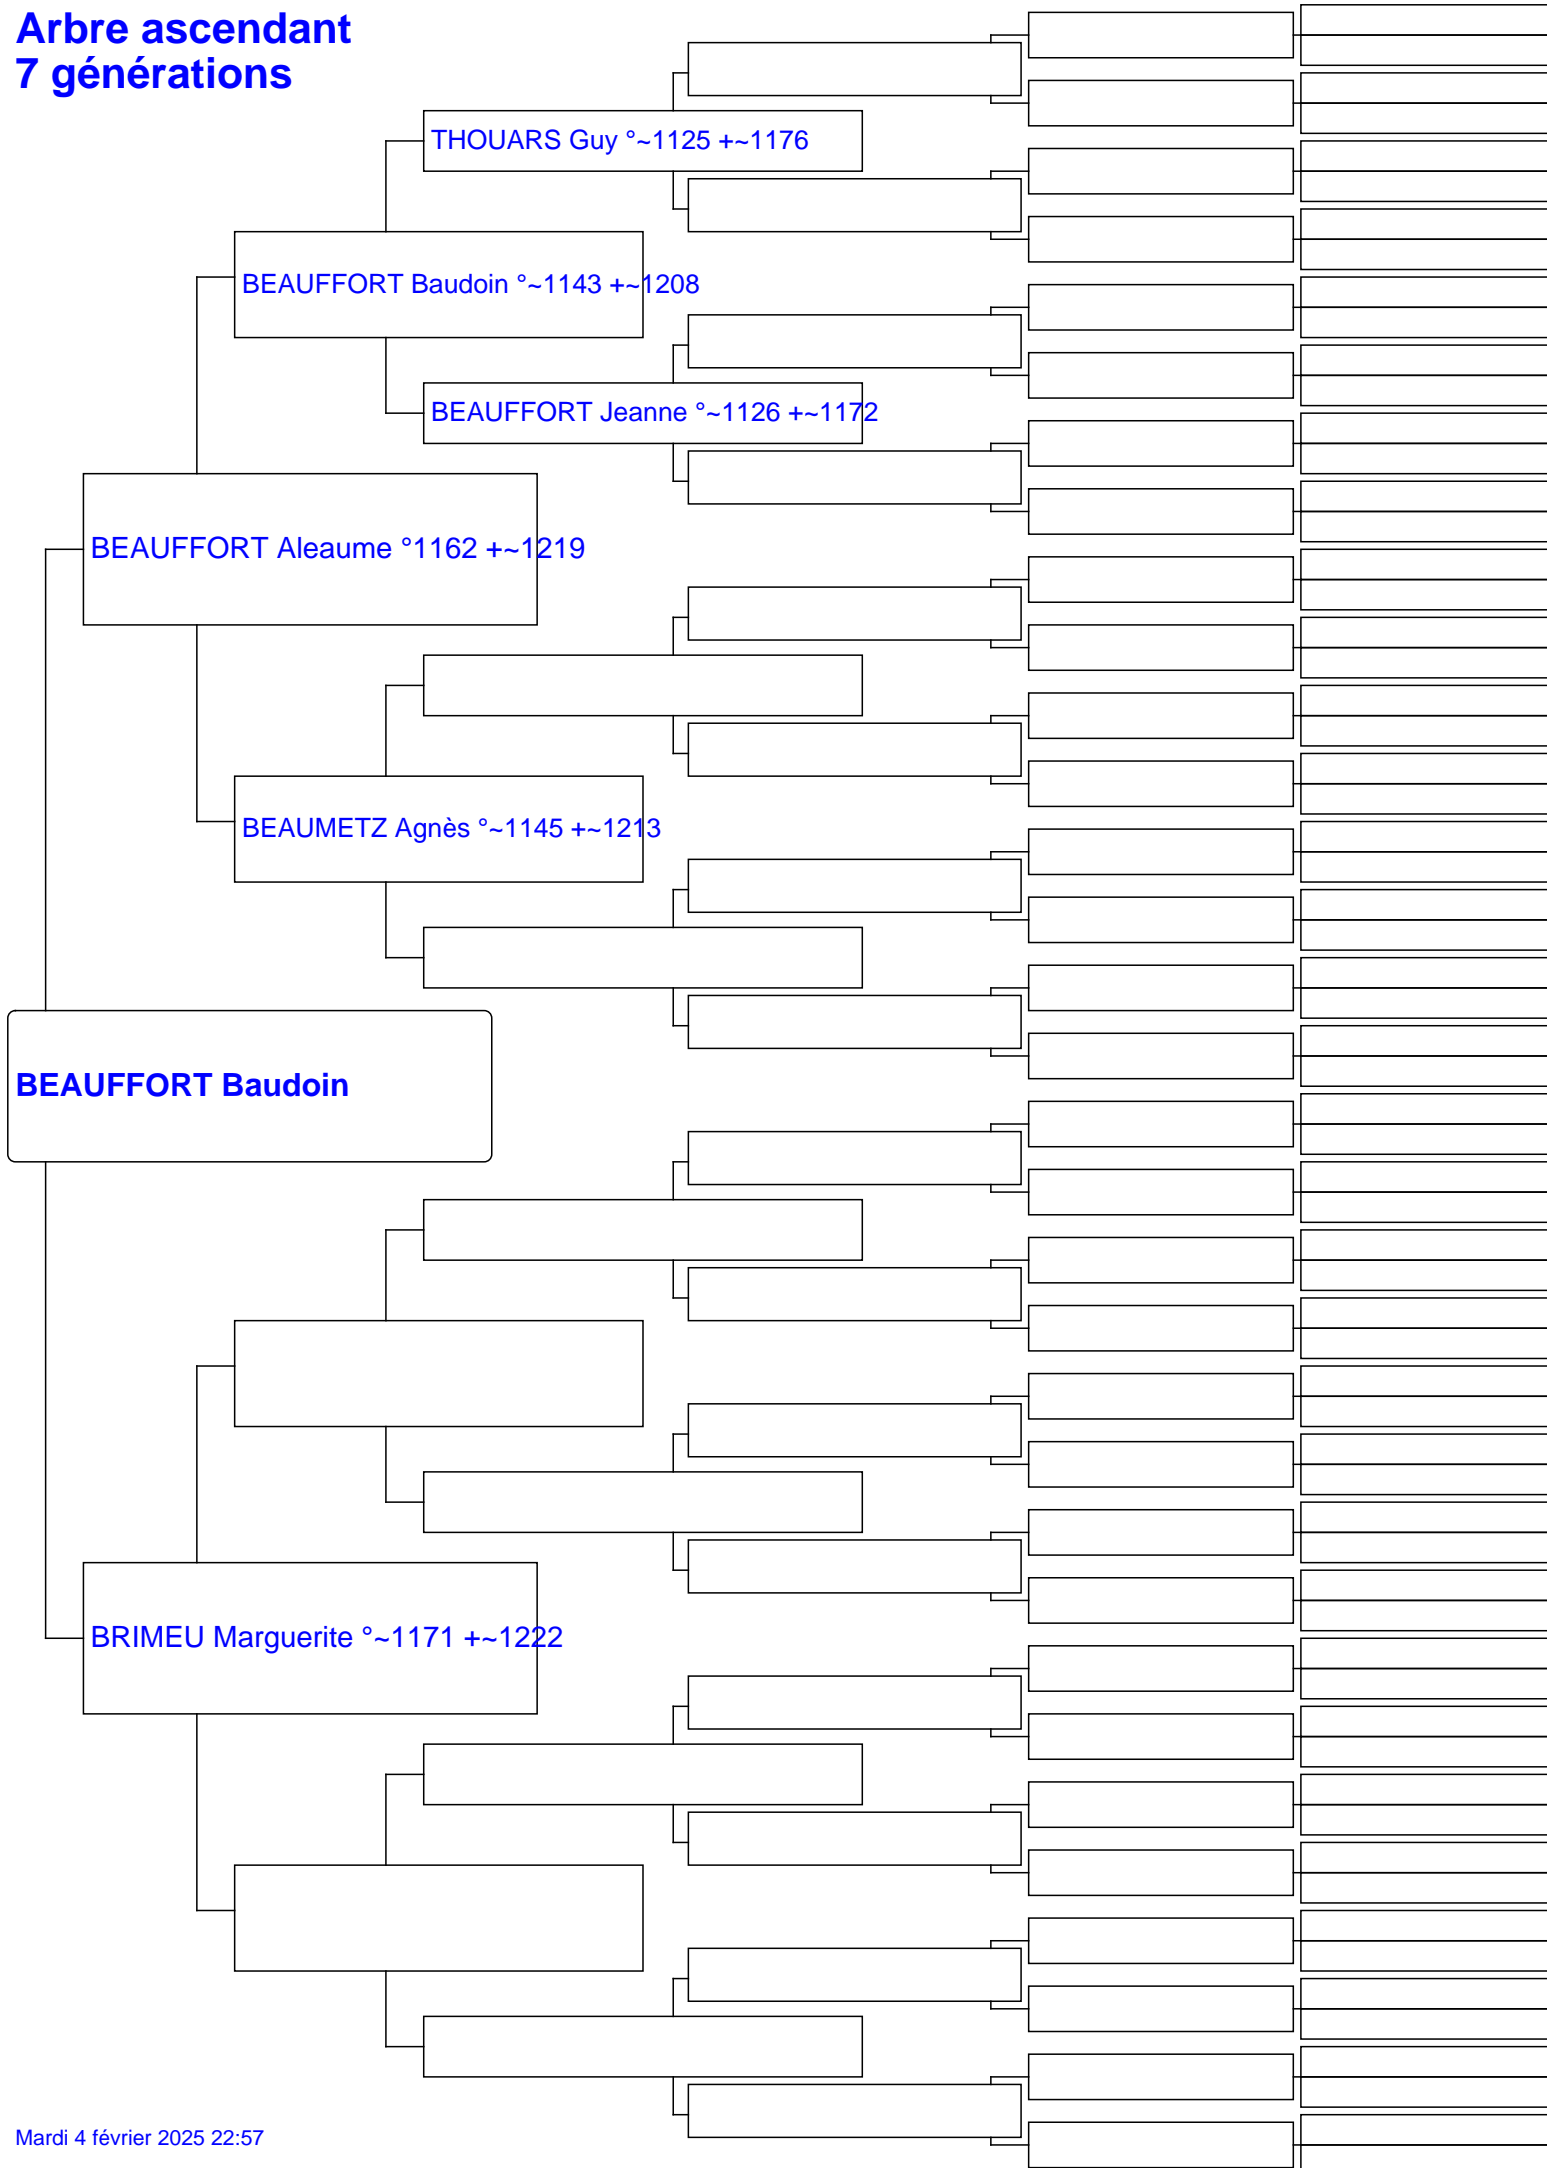 Arbre ascendant
7 générations
THOUARS Guy °~1125 +~1176
BEAUFFORT Baudoin °~1143 +~1208
BEAUFFORT Jeanne °~1126 +~1172
BEAUFFORT Aleaume °1162 +~1219
BEAUMETZ Agnès °~1145 +~1213
BEAUFFORT Baudoin
BRIMEU Marguerite °~1171 +~1222
Mardi 4 février 2025 22:57